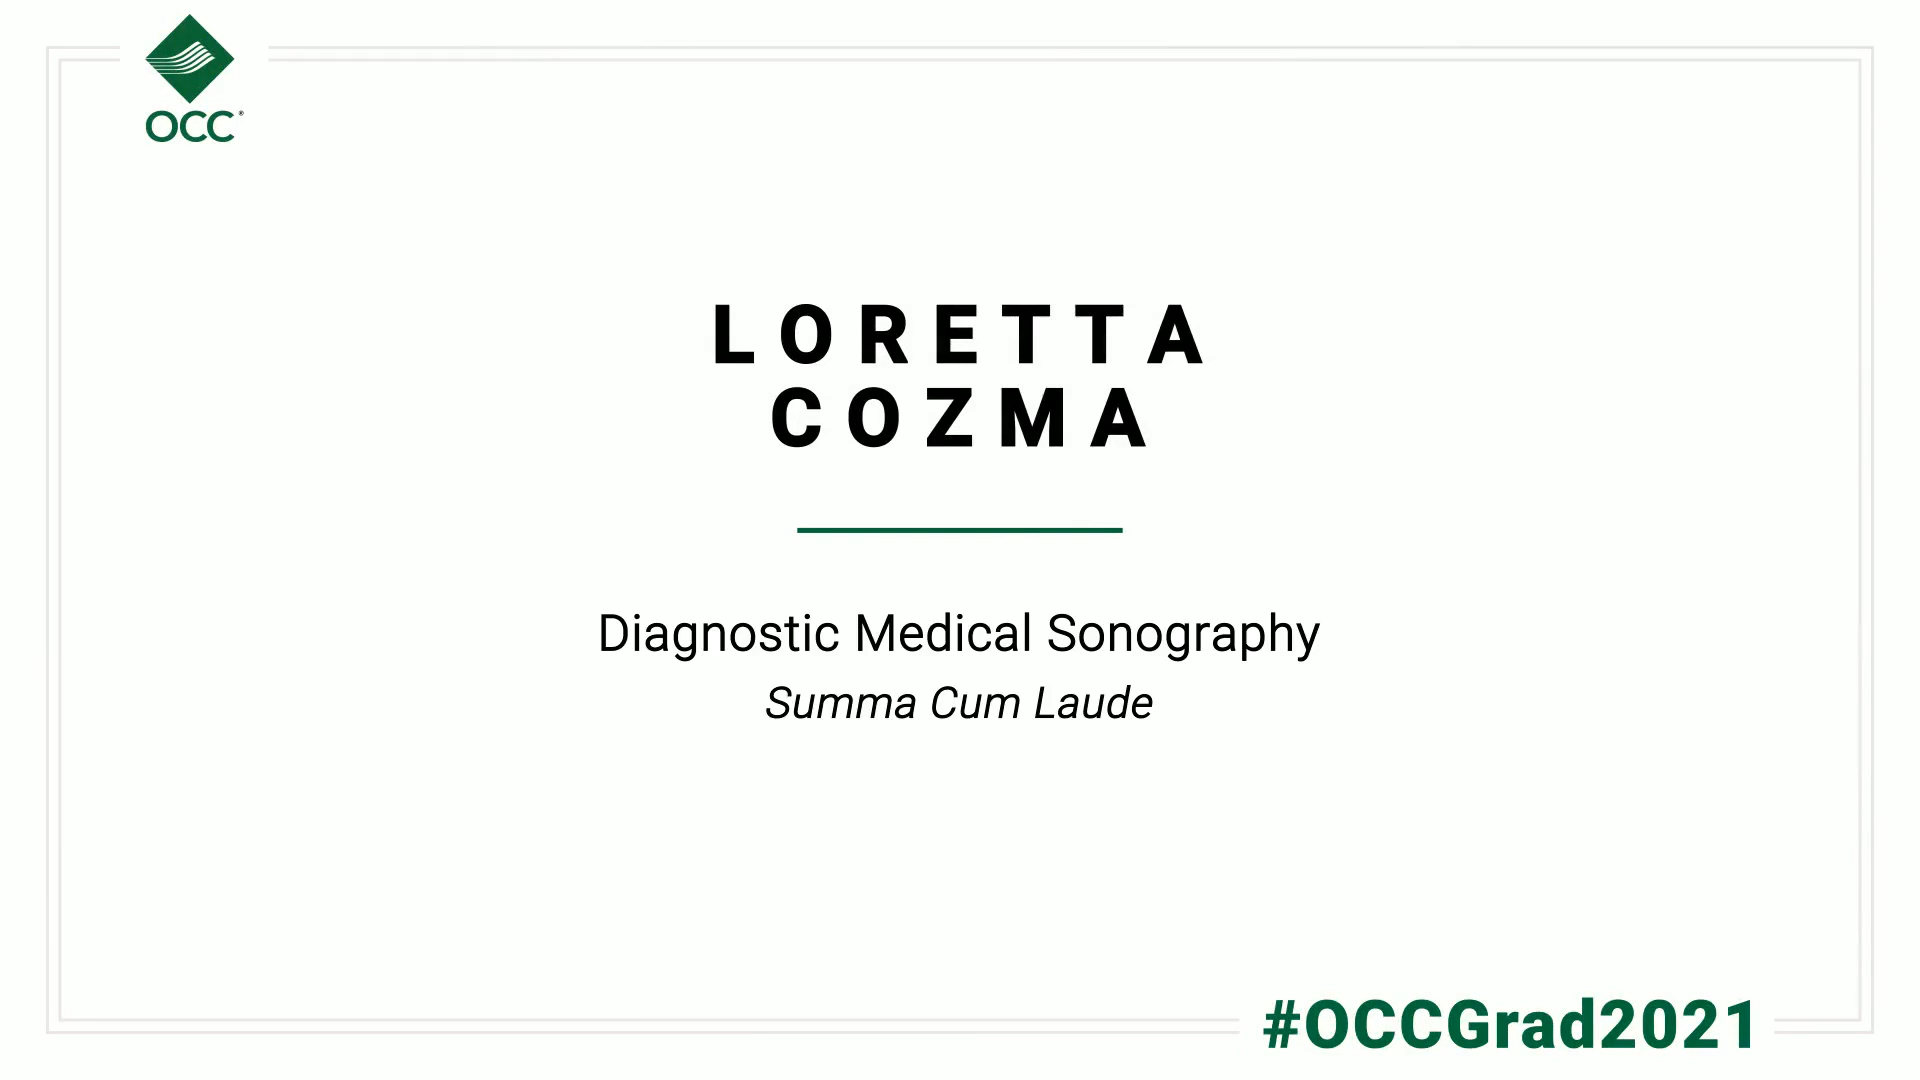 OCC®
LORETTA
COZMA
Diagnostic Medical Sonography
Summa Cum Laude
#OCCGrad2021